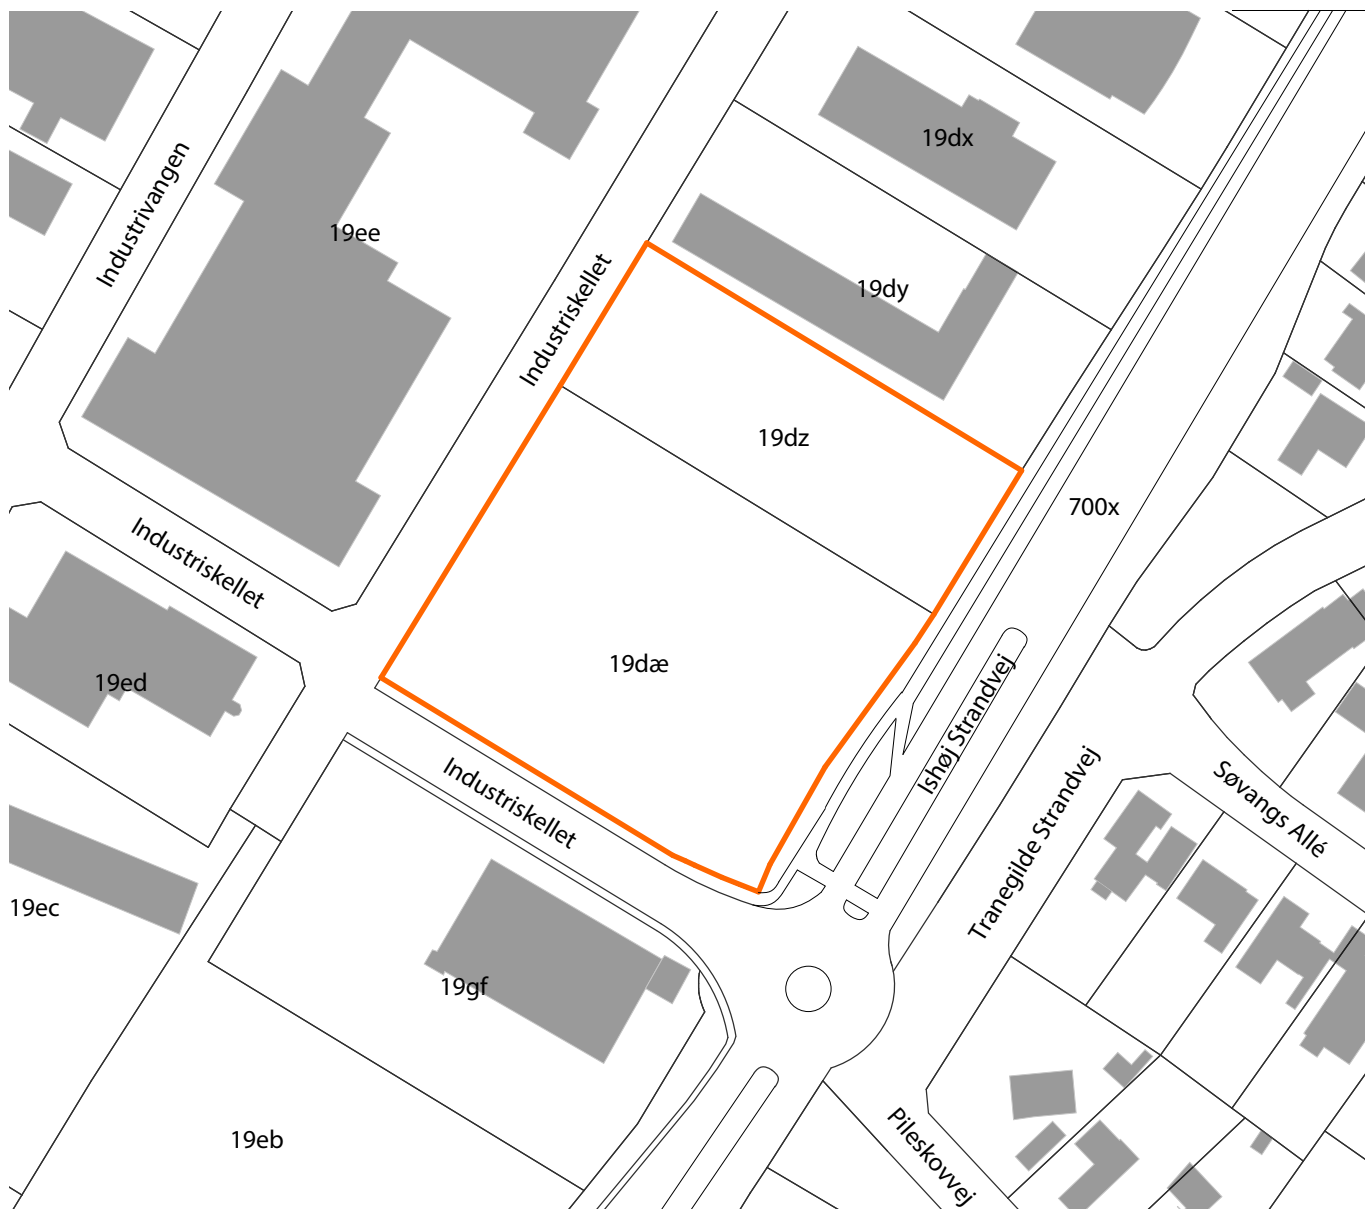 19dx
Industrivangen
19ee
19dy
Industriskellet
19dz
700x
Industriskellet
19dæ
19ed
Ishøj Strandvej
Industriskellet
Tranegilde Strandvej
Søvangs Allé
19ec
19gf
19eb
Pileskovvej